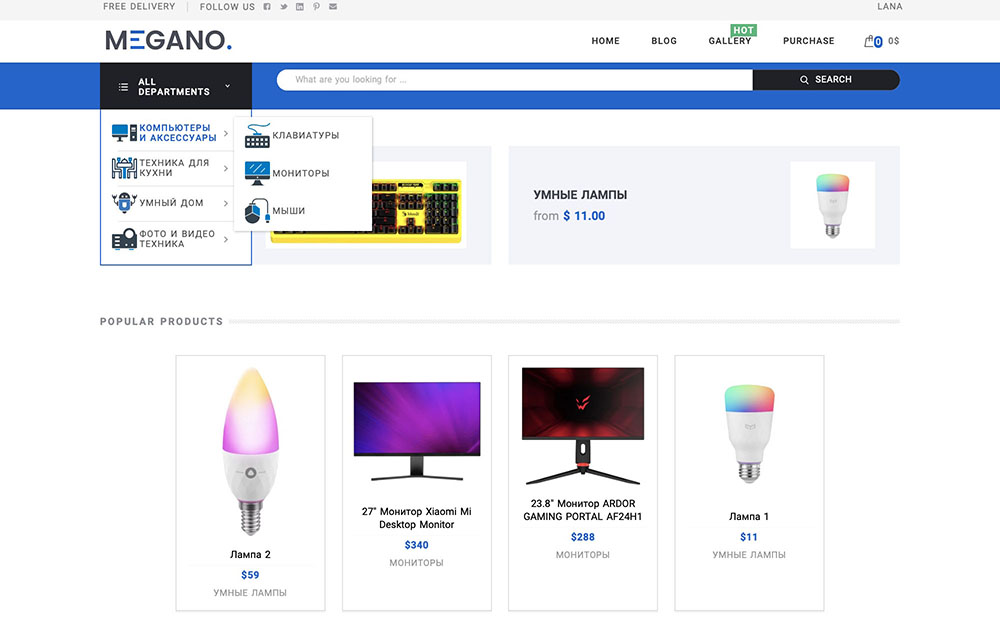 FREE DELIVERY
FOLLOW US
LANA
MEGANO.
HOME
BLOG
HOT
GALLERY
PURCHASE
0
0$
ALL
DEPARTMENTS
What are you looking for ...
SEARCH
КОМПЬЮТЕРЫ
И АКСЕССУАРЫ
ТЕХНИКА ДЛЯ
КУХНИ
УМНЫЙ ДОМ
ФОТО И ВИДЕО
ТЕХНИКА
КЛАВИАТУРЫ
МОНИТОРЫ
МЫШИ
УМНЫЕ ЛАМПЫ
from $ 11.00
POPULAR PRODUCTS
Лампа 2
$59
УМНЫЕ ЛАМПЫ
27" Монитор Xiaomi Mi
Desktop Monitor
$340
МОНИТОРЫ
23.8" Монитор ARDOR
GAMING PORTAL AF24H1
$288
МОНИТОРЫ
Лампа 1
$11
УМНЫЕ ЛАМПЫ